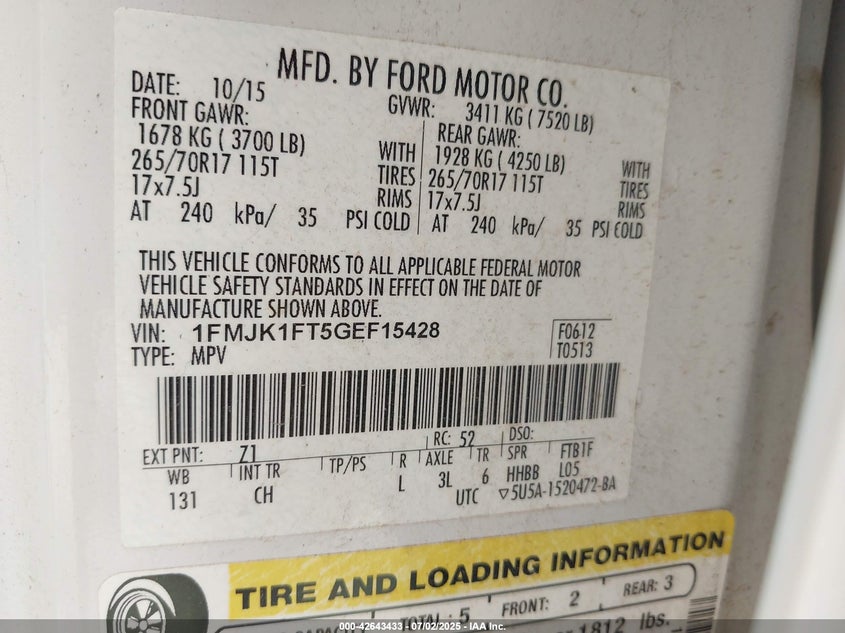 MFD. BY FORD MOTOR CO.
DATE: 10/15 GVWR: 3411 KG ( 7520 LB)
FRONT GAWR: REAR GAWR:
1678 KG ( 3700 LB) WITH 1928 KG ( 4250 LB) WITH
265/70R17 115T TIRES 265/70R17 115T TIRES
17x7.5J RIMS 17x7.5J RIMS
AT 240 kPa/ 35 PSI COLD AT 240 kPa/ 35 PSI COLD
THIS VEHICLE CONFORMS TO ALL APPLICABLE FEDERAL MOTOR
VEHICLE SAFETY STANDARDS IN EFFECT ON THE DATE OF
MANUFACTURE SHOWN ABOVE.
VIN: 1FMJK1FT5GEF15428 F0612
TYPE: MPV T0513
EXT PNT: Z1 RC: 52 DSO:
WB INT TR TP/PS R AXLE TR SPR FTB1F
131 CH L 3L 6 HHBB L05
UTC ▽5U5A-1520472-BA
TIRE AND LOADING INFORMATION
TOTAL: 5 FRONT: 2 REAR: 3
1812 lbs.
000-42643433 - 07/02/2025 - IAA Inc.